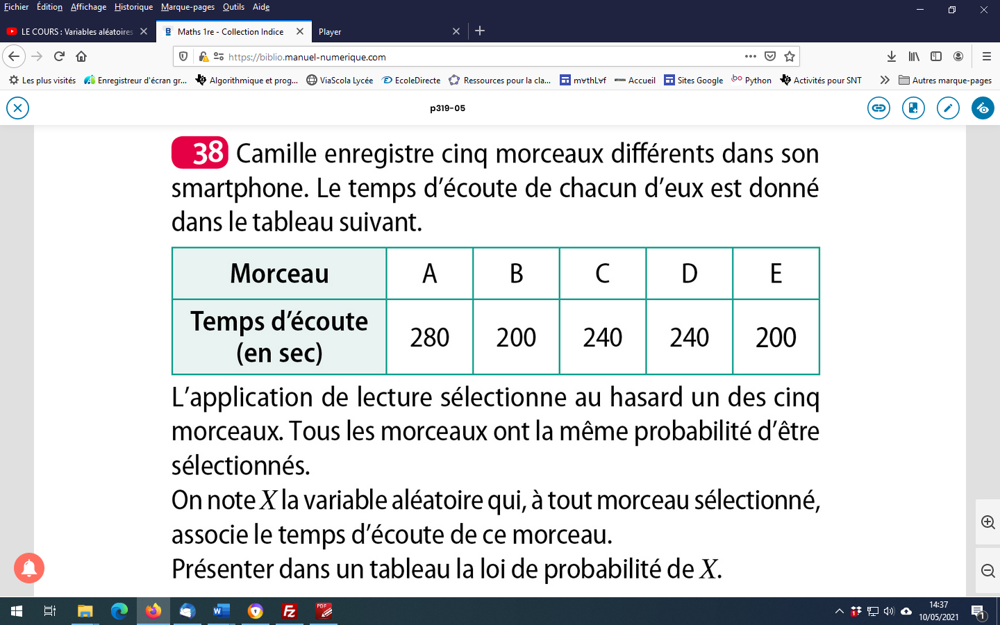 Fichier Édition Affichage Historique Marque-pages Outils Aide
LE COURS : Variables aléatoires Maths 1re - Collection Indice Player
https://biblio.manuel-numerique.com
Les plus visités Enregistreur d'écran gr... Algorithmique et prog... ViaScola Lycée EcoleDirecte Ressources pour la cla... m∀thL∀f Accueil Sites Google Python Activités pour SNT Autres marque-pages
p319-05
38 Camille enregistre cinq morceaux différents dans son
smartphone. Le temps d’écoute de chacun d’eux est donné
dans le tableau suivant.
Morceau A B C D E
Temps d’écoute
(en sec) 280 200 240 240 200
L’application de lecture sélectionne au hasard un des cinq
morceaux. Tous les morceaux ont la même probabilité d’être
sélectionnés.
On note X la variable aléatoire qui, à tout morceau sélectionné,
associe le temps d’écoute de ce morceau.
Présenter dans un tableau la loi de probabilité de X.
14:37
10/05/2021
1